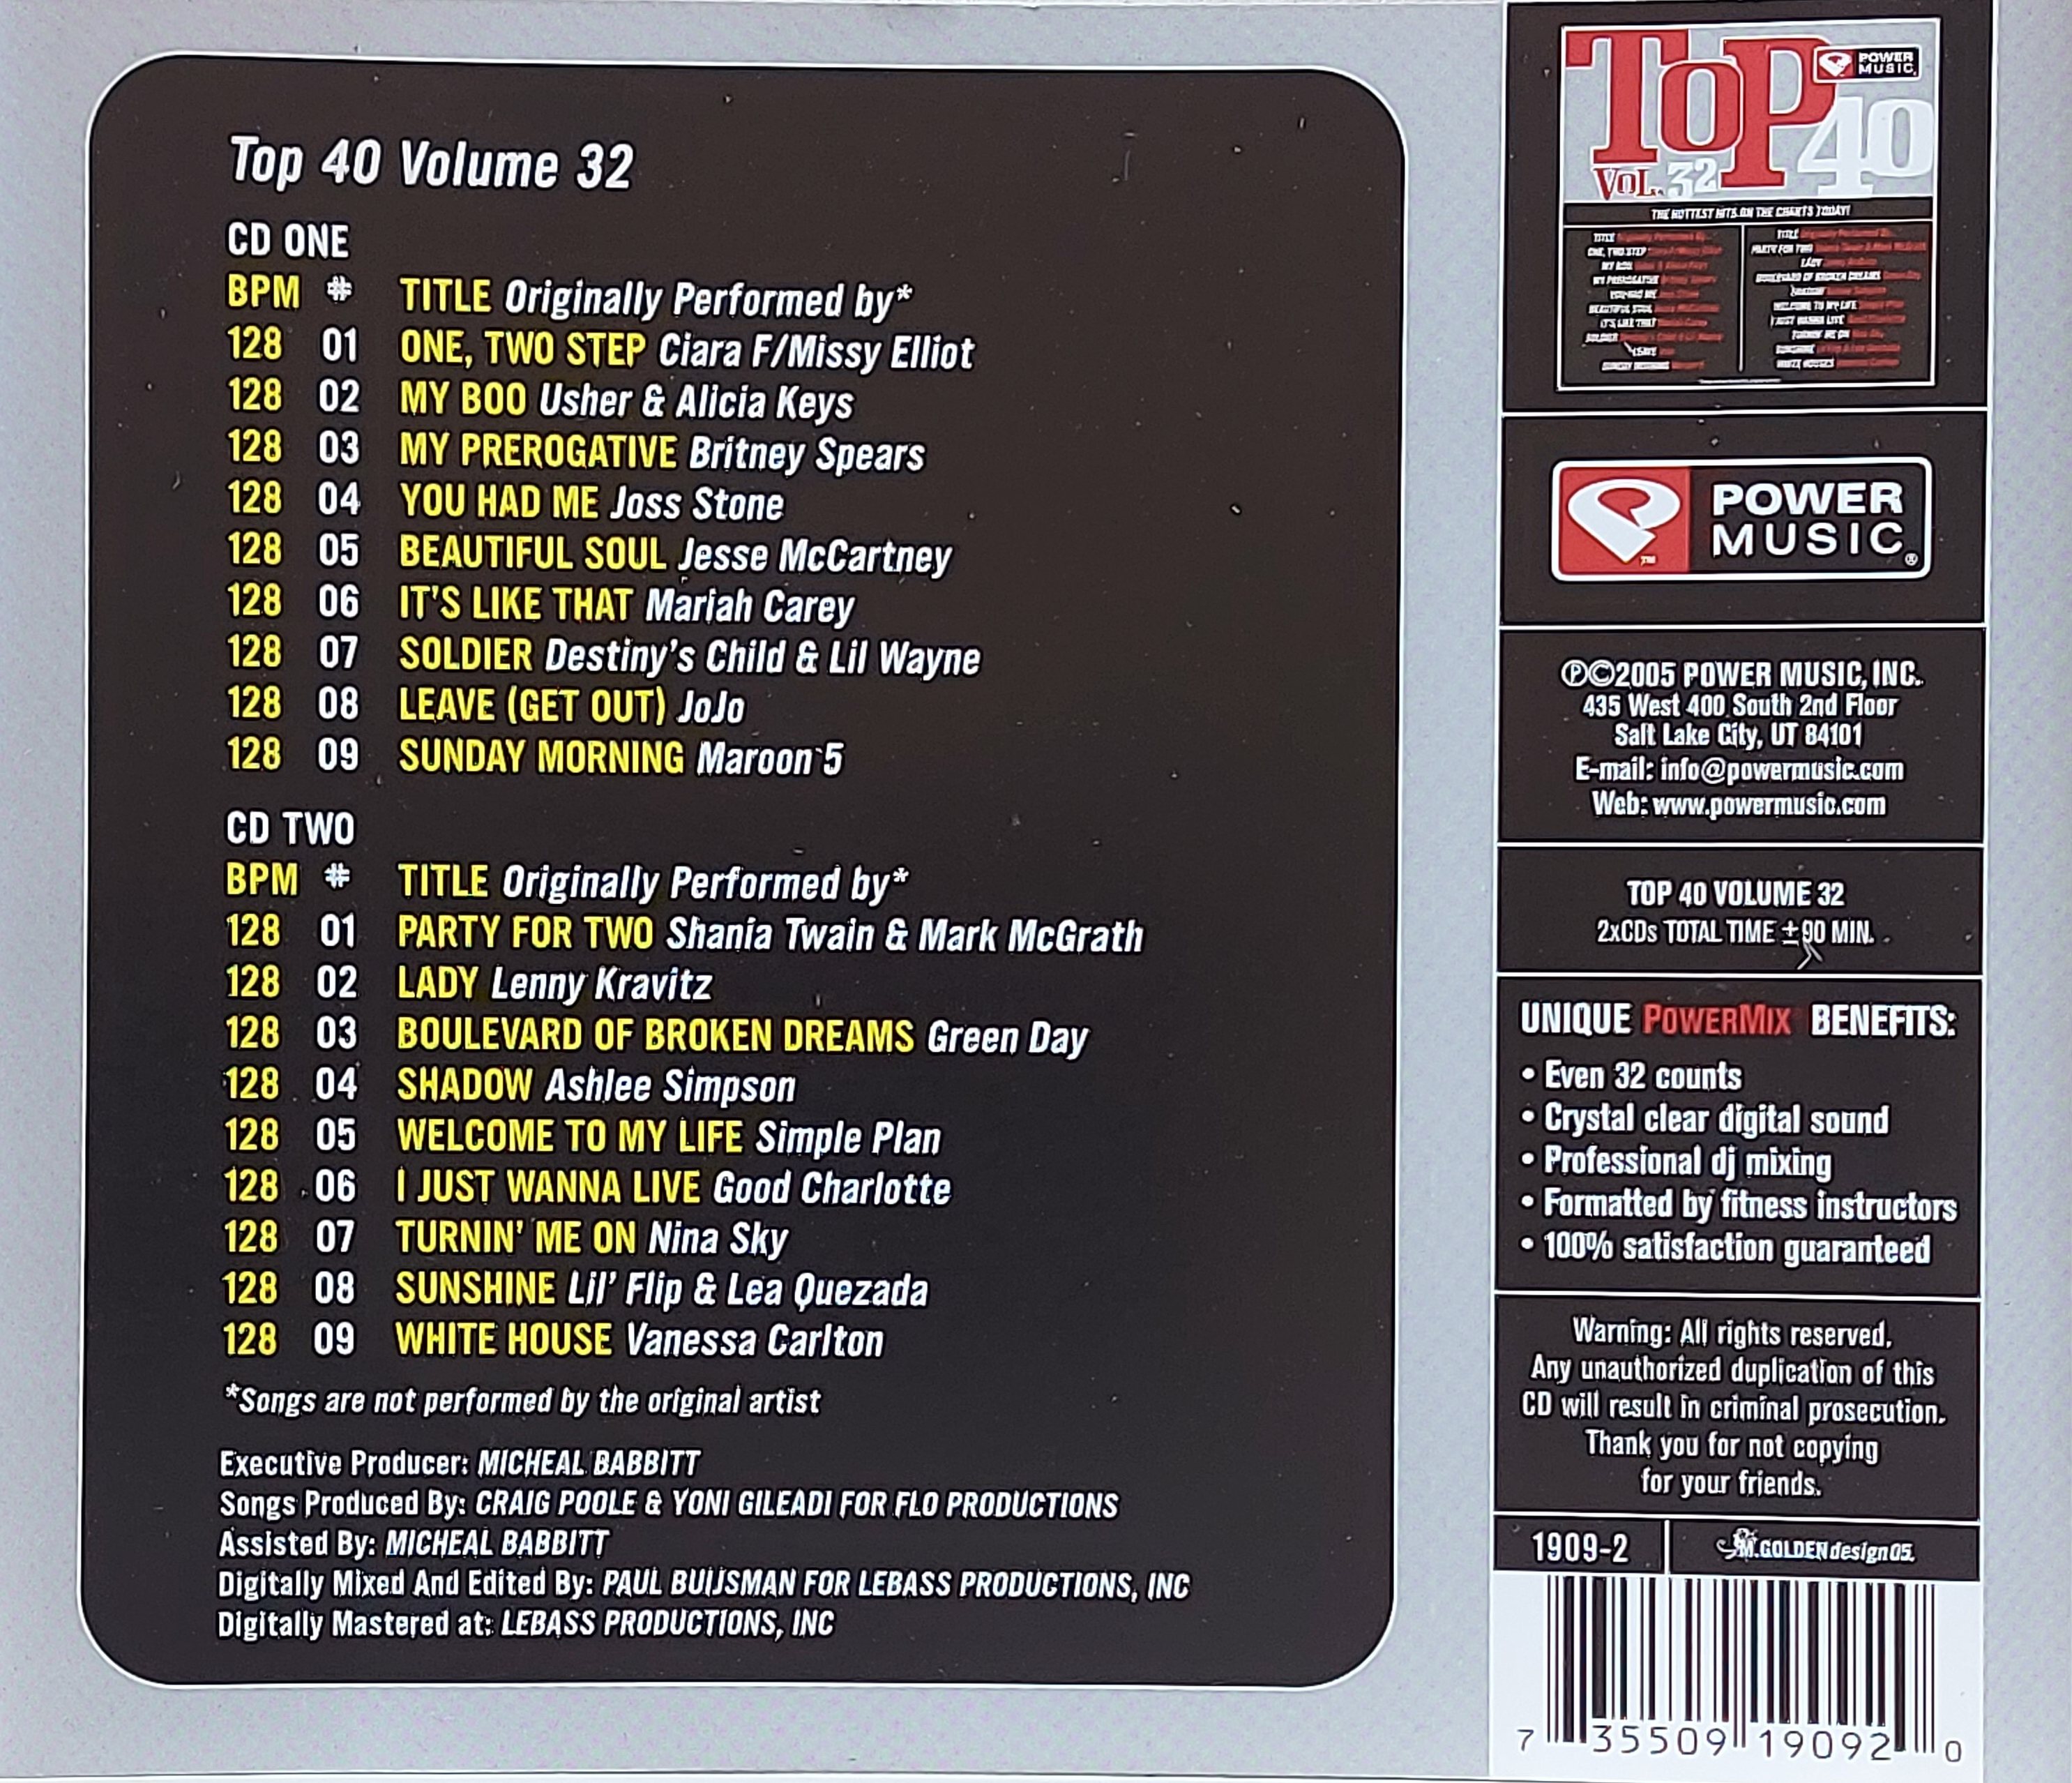 Top 40 Volume 32
CD ONE
BPM # TITLE Originally Performed by*
128 01 ONE, TWO STEP Ciara F/Missy Elliot
128 02 MY BOO Usher & Alicia Keys
128 03 MY PREROGATIVE Britney Spears
128 04 YOU HAD ME Joss Stone
128 05 BEAUTIFUL SOUL Jesse McCartney
128 06 IT'S LIKE THAT Mariah Carey
128 07 SOLDIER Destiny's Child & Lil Wayne
128 08 LEAVE (GET OUT) JoJo
128 09 SUNDAY MORNING Maroon 5
CD TWO
BPM # TITLE Originally Performed by*
128 01 PARTY FOR TWO Shania Twain & Mark McGrath
128 02 LADY Lenny Kravitz
128 03 BOULEVARD OF BROKEN DREAMS Green Day
128 04 SHADOW Ashlee Simpson
128 05 WELCOME TO MY LIFE Simple Plan
128 06 I JUST WANNA LIVE Good Charlotte
128 07 TURNIN' ME ON Nina Sky
128 08 SUNSHINE Lil' Flip & Lea Quezada
128 09 WHITE HOUSE Vanessa Carlton
*Songs are not performed by the original artist
Executive Producer: MICHEAL BABBITT
Songs Produced By: CRAIG POOLE & YONI GILEADI FOR FLO PRODUCTIONS
Assisted By: MICHEAL BABBITT
Digitally Mixed And Edited By: PAUL BUIJSMAN FOR LEBASS PRODUCTIONS, INC
Digitally Mastered at: LEBASS PRODUCTIONS, INC
ToP 40
POWER
MUSIC
VOL. 32
THE HOTTEST HITS ON THE CHARTS TODAY!
POWER
MUSIC®
™
℗©2005 POWER MUSIC, INC.
435 West 400 South 2nd Floor
Salt Lake City, UT 84101
E-mail: info@powermusic.com
Web: www.powermusic.com
TOP 40 VOLUME 32
2xCDs TOTAL TIME ±90 MIN.
UNIQUE POWERMIX BENEFITS:
• Even 32 counts
• Crystal clear digital sound
• Professional dj mixing
• Formatted by fitness instructors
• 100% satisfaction guaranteed
Warning: All rights reserved.
Any unauthorized duplication of this
CD will result in criminal prosecution.
Thank you for not copying
for your friends.
1909-2
M.GOLDENdesign05.
7 35509 19092 0